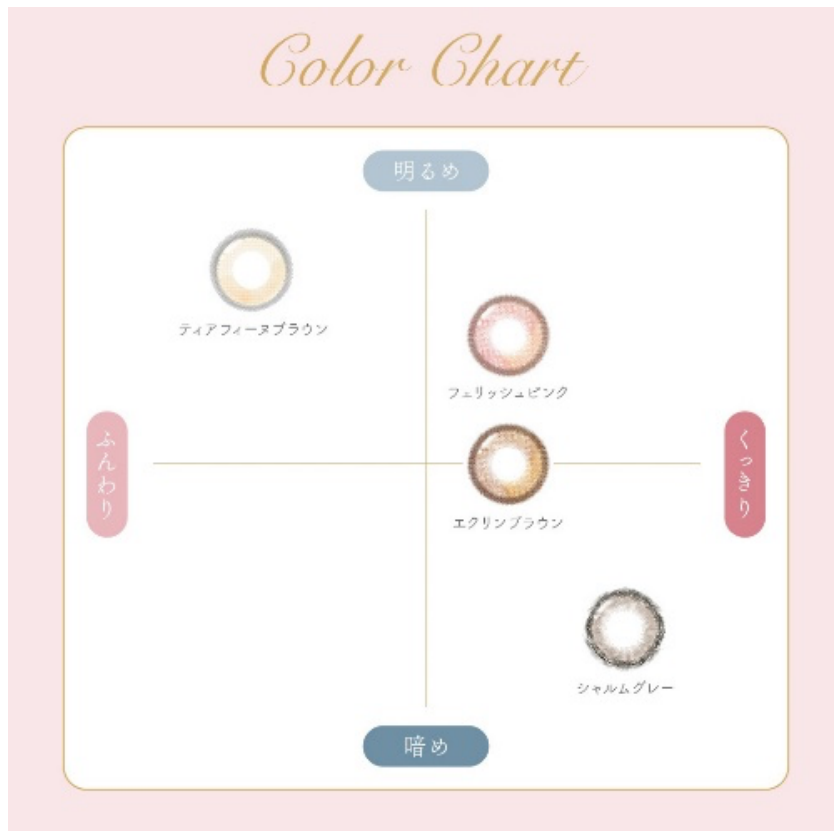 Color Chart
明るめ
ティアフィーヌブラウン
フェリッシュピンク
ふんわり
くっきり
エクリンブラウン
シャルムグレー
暗め